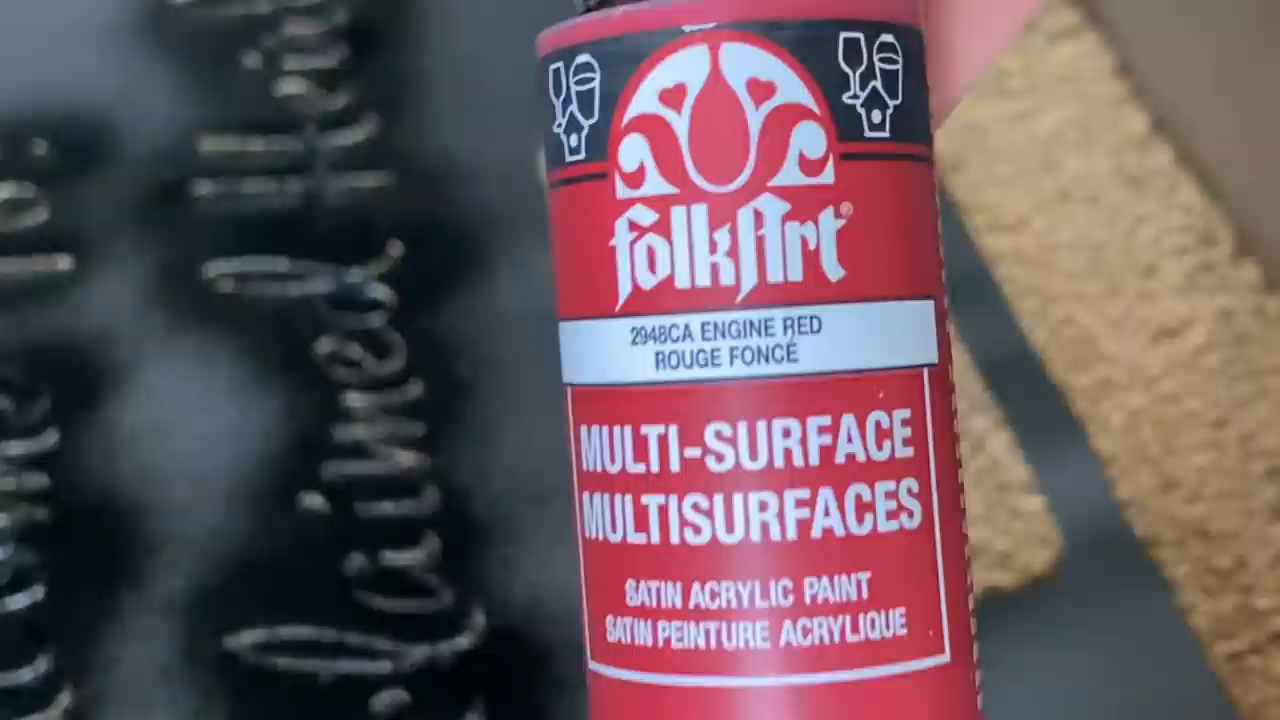 folkArt®
2948CA ENGINE RED
ROUGE FONCÉ
MULTI-SURFACE
MULTISURFACES
SATIN ACRYLIC PAINT
SATIN PEINTURE ACRYLIQUE